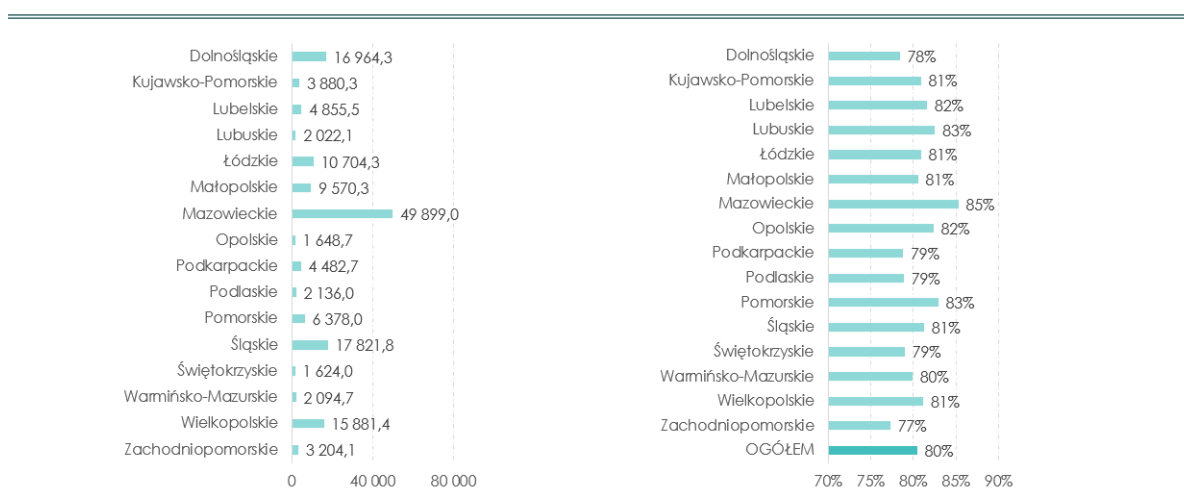 Dolnośląskie 16 964,3
Kujawsko-Pomorskie 3 880,3
Lubelskie 4 855,5
Lubuskie 2 022,1
Łódzkie 10 704,3
Małopolskie 9 570,3
Mazowieckie 49 899,0
Opolskie 1 648,7
Podkarpackie 4 482,7
Podlaskie 2 136,0
Pomorskie 6 378,0
Śląskie 17 821,8
Świętokrzyskie 1 624,0
Warmińsko-Mazurskie 2 094,7
Wielkopolskie 15 881,4
Zachodniopomorskie 3 204,1
0 40 000 80 000
Dolnośląskie 78%
Kujawsko-Pomorskie 81%
Lubelskie 82%
Lubuskie 83%
Łódzkie 81%
Małopolskie 81%
Mazowieckie 85%
Opolskie 82%
Podkarpackie 79%
Podlaskie 79%
Pomorskie 83%
Śląskie 81%
Świętokrzyskie 79%
Warmińsko-Mazurskie 80%
Wielkopolskie 81%
Zachodniopomorskie 77%
OGÓŁEM 80%
70% 75% 80% 85% 90%